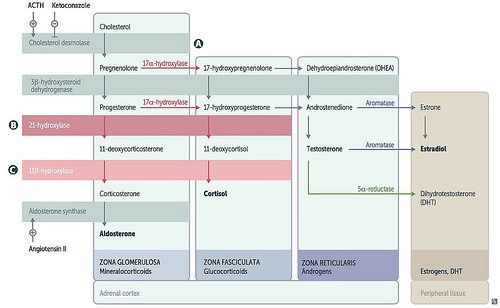 ACTH Ketoconazole
Cholesterol
Cholesterol desmolase
A
Pregnenolone 17α-hydroxylase 17-hydroxypregnenolone Dehydroepiandrosterone (DHEA)
3β-hydroxysteroid
dehydrogenase
Progesterone 17α-hydroxylase 17-hydroxyprogesterone Androstenedione Aromatase Estrone
B 21-hydroxylase
11-deoxycorticosterone 11-deoxycortisol Testosterone Aromatase Estradiol
C 11β-hydroxylase
Corticosterone Cortisol 5α-reductase Dihydrotestosterone
(DHT)
Aldosterone synthase
Aldosterone
Angiotensin II
ZONA GLOMERULOSA ZONA FASCICULATA ZONA RETICULARIS
Mineralocorticoids Glucocorticoids Androgens Estrogens, DHT
Adrenal cortex Peripheral tissue